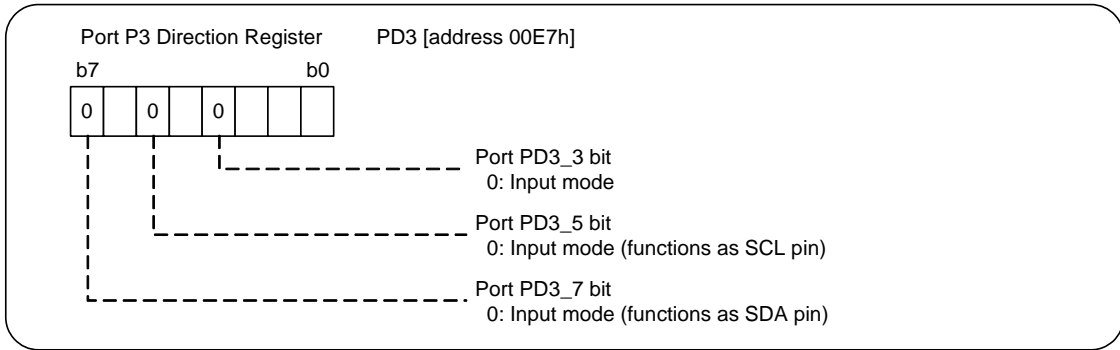 Port P3 Direction Register PD3 [address 00E7h]
b7 b0
0 0 0
Port PD3_3 bit
0: Input mode
Port PD3_5 bit
0: Input mode (functions as SCL pin)
Port PD3_7 bit
0: Input mode (functions as SDA pin)